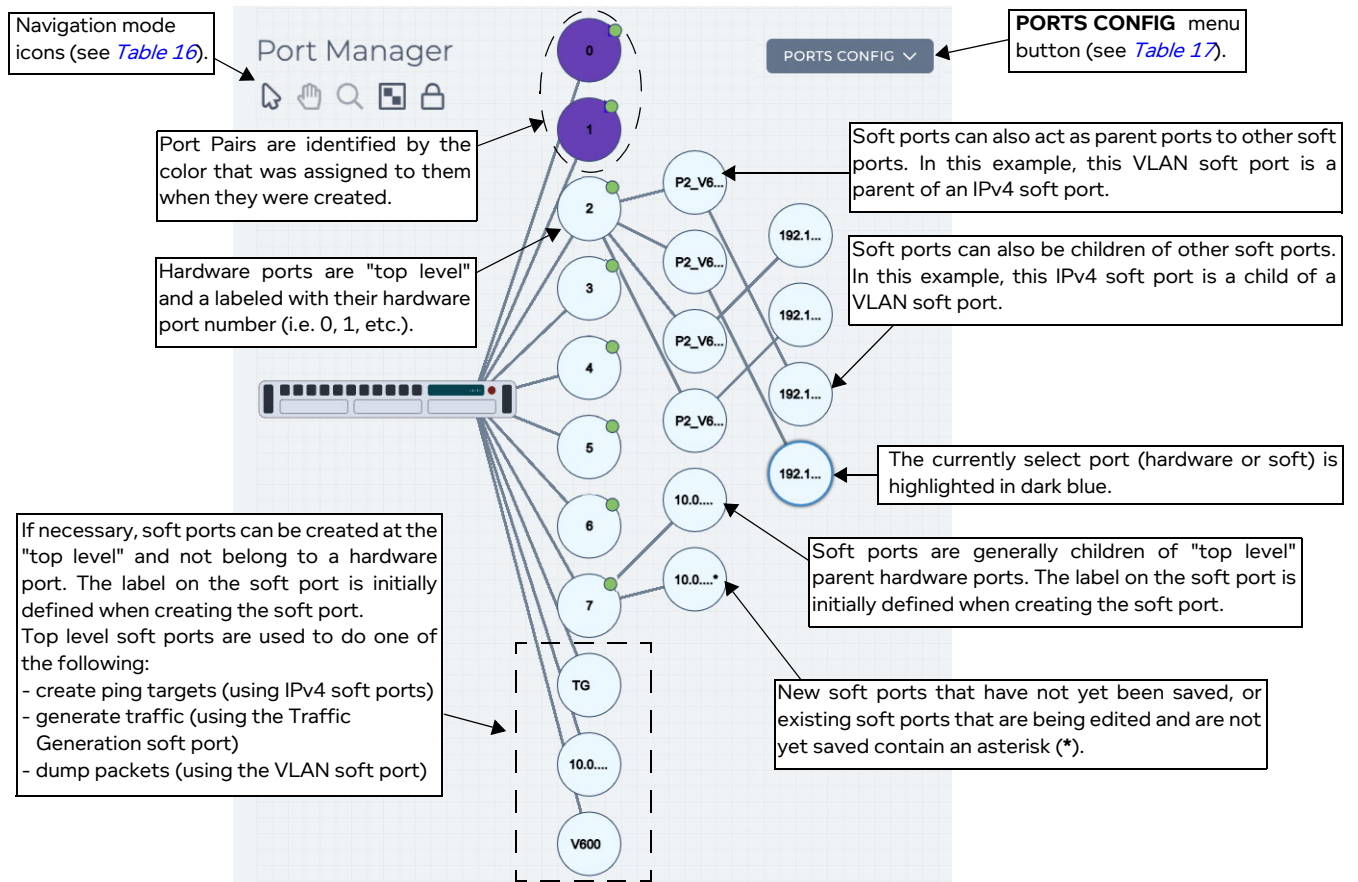 Navigation mode
icons (see Table 16).
Port Manager
PORTS CONFIG
PORTS CONFIG menu
button (see Table 17).
Port Pairs are identified by the
color that was assigned to them
when they were created.
Hardware ports are "top level"
and a labeled with their hardware
port number (i.e. 0, 1, etc.).
If necessary, soft ports can be created at the
"top level" and not belong to a hardware
port. The label on the soft port is initially
defined when creating the soft port.
Top level soft ports are used to do one of
the following:
- create ping targets (using IPv4 soft ports)
- generate traffic (using the Traffic
Generation soft port)
- dump packets (using the VLAN soft port)
0
1
2
3
4
5
6
7
TG
10.0....
V600
P2_V6...
P2_V6...
P2_V6...
P2_V6...
10.0....
10.0....*
192.1...
192.1...
192.1...
192.1...
Soft ports can also act as parent ports to other soft
ports. In this example, this VLAN soft port is a
parent of an IPv4 soft port.
Soft ports can also be children of other soft ports.
In this example, this IPv4 soft port is a child of a
VLAN soft port.
The currently select port (hardware or soft) is
highlighted in dark blue.
Soft ports are generally children of "top level"
parent hardware ports. The label on the soft port is
initially defined when creating the soft port.
New soft ports that have not yet been saved, or
existing soft ports that are being edited and are not
yet saved contain an asterisk (*).